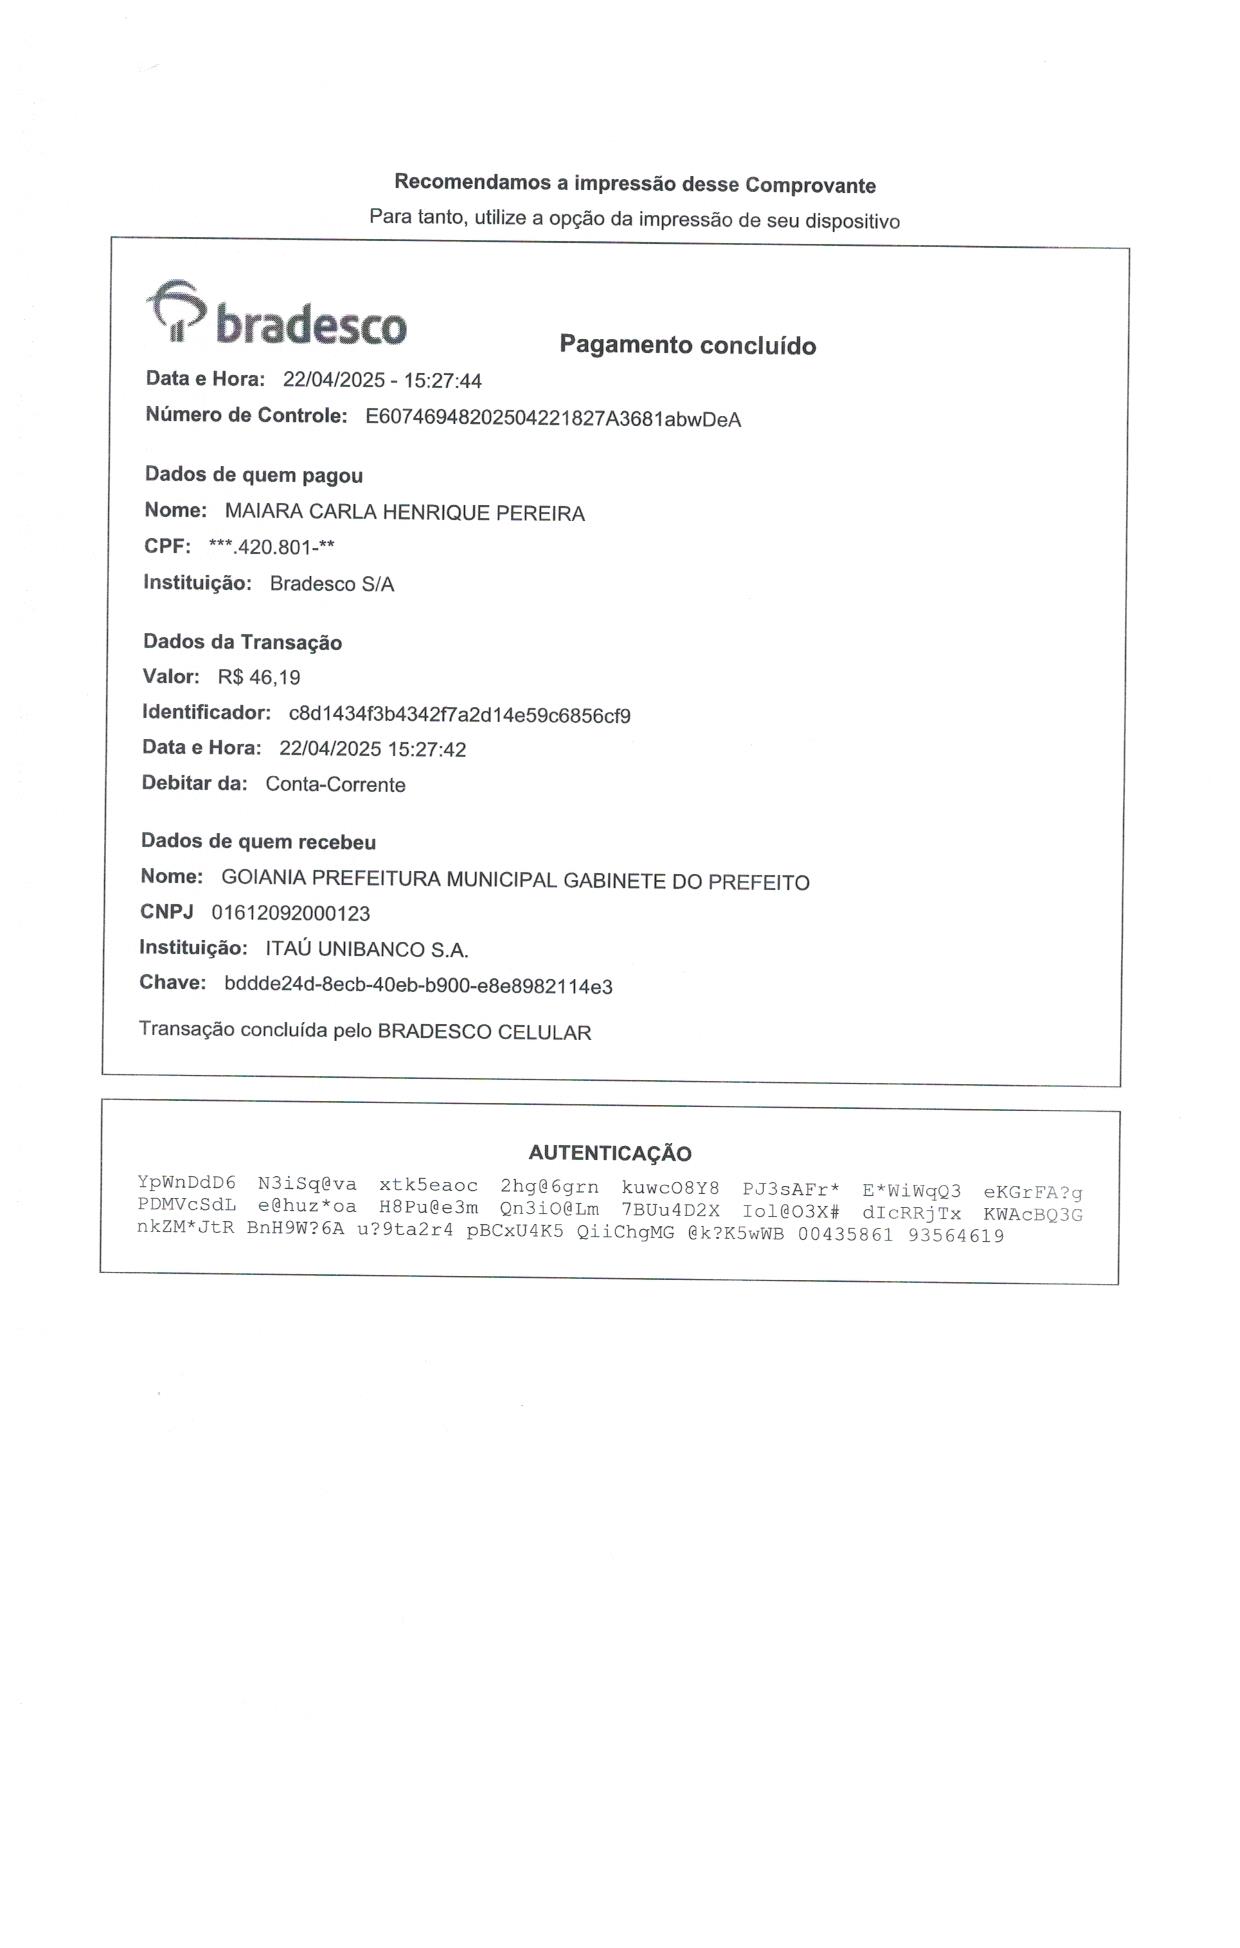 Recomendamos a impressão desse Comprovante
Para tanto, utilize a opção da impressão de seu dispositivo
bradesco
Pagamento concluído
Data e Hora: 22/04/2025 - 15:27:44
Número de Controle: E60746948202504221827A3681abwDeA
Dados de quem pagou
Nome: MAIARA CARLA HENRIQUE PEREIRA
CPF: ***.420.801-**
Instituição: Bradesco S/A
Dados da Transação
Valor: R$ 46,19
Identificador: c8d1434f3b4342f7a2d14e59c6856cf9
Data e Hora: 22/04/2025 15:27:42
Debitar da: Conta-Corrente
Dados de quem recebeu
Nome: GOIANIA PREFEITURA MUNICIPAL GABINETE DO PREFEITO
CNPJ 01612092000123
Instituição: ITAÚ UNIBANCO S.A.
Chave: bddde24d-8ecb-40eb-b900-e8e8982114e3
Transação concluída pelo BRADESCO CELULAR
AUTENTICAÇÃO
YpWnDdD6 N3iSq@va xtk5eaoc 2hg@6grn kuwcO8Y8 PJ3sAFr* E*WiWqQ3 eKGrFA?g
PDMVcSdL e@huz*oa H8Pu@e3m Qn3iO@Lm 7BUu4D2X Iol@O3X# dIcRRjTx KWAcBQ3G
nkZM*JtR BnH9W?6A u?9ta2r4 pBCxU4K5 QiiChgMG @k?K5wWB 00435861 93564619